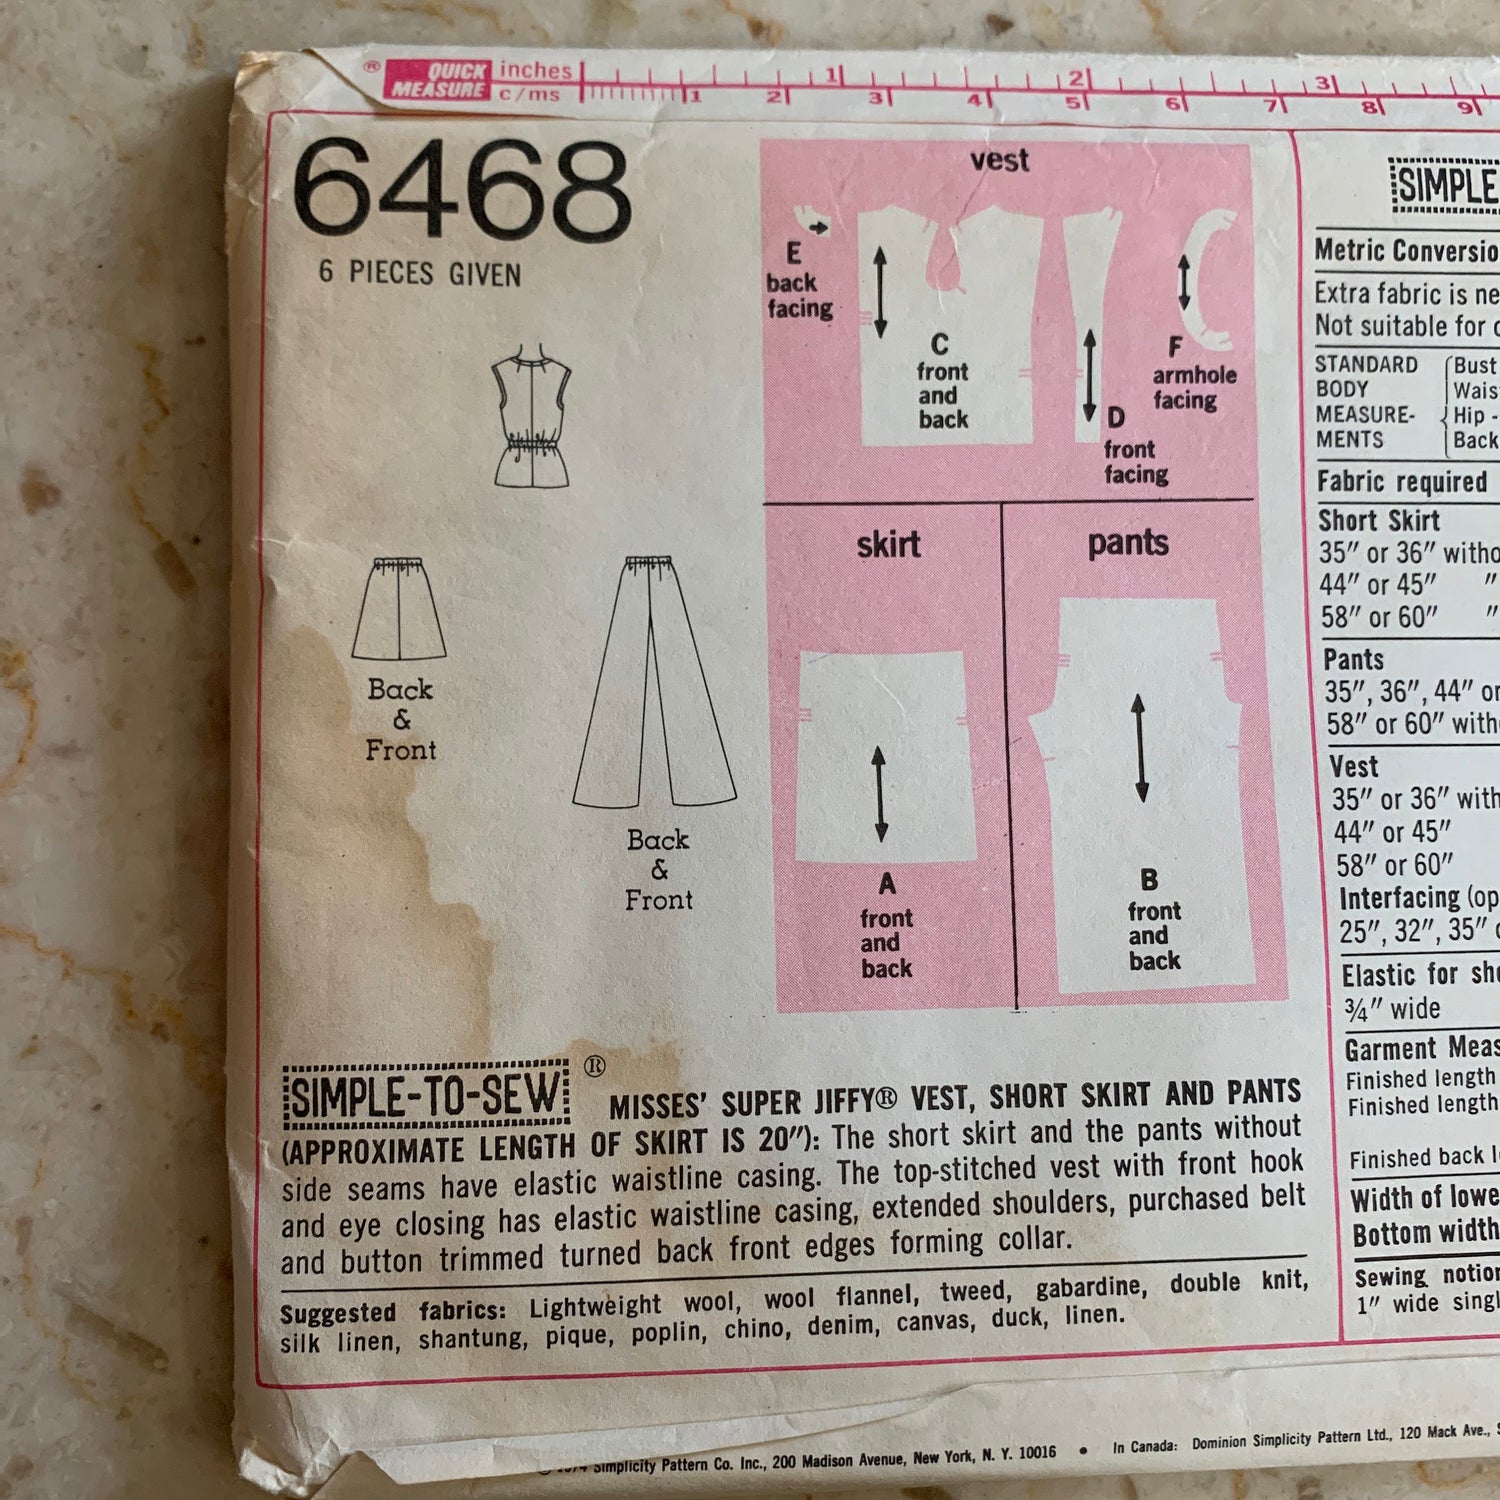 ® QUICK MEASURE inches c/ms
1 2 3
1 2 3 4 5 6 7 8 9
6468
6 PIECES GIVEN
vest
E
back
facing
C
front
and
back
D
front
facing
F
armhole
facing
skirt
pants
A
front
and
back
B
front
and
back
Back
&
Front
Back
&
Front
SIMPLE-TO-SEW ® MISSES' SUPER JIFFY® VEST, SHORT SKIRT AND PANTS
(APPROXIMATE LENGTH OF SKIRT IS 20"): The short skirt and the pants without
side seams have elastic waistline casing. The top-stitched vest with front hook
and eye closing has elastic waistline casing, extended shoulders, purchased belt
and button trimmed turned back front edges forming collar.
Suggested fabrics: Lightweight wool, wool flannel, tweed, gabardine, double knit,
silk linen, shantung, pique, poplin, chino, denim, canvas, duck, linen.
SIMPLE
Metric Conversio
Extra fabric is ne
Not suitable for
STANDARD
BODY
MEASURE-
MENTS
Bust
Wais
Hip -
Back
Fabric required
Short Skirt
35" or 36" witho
44" or 45" "
58" or 60" "
Pants
35", 36", 44" or
58" or 60" with
Vest
35" or 36" with
44" or 45"
58" or 60"
Interfacing (op
25", 32", 35"
Elastic for sho
¾" wide
Garment Meas
Finished length
Finished length
Finished back l
Width of lowe
Bottom width
Sewing notion
1" wide singl
Simplicity Pattern Co. Inc., 200 Madison Avenue, New York, N. Y. 10016 • In Canada: Dominion Simplicity Pattern Ltd., 120 Mack Ave.,